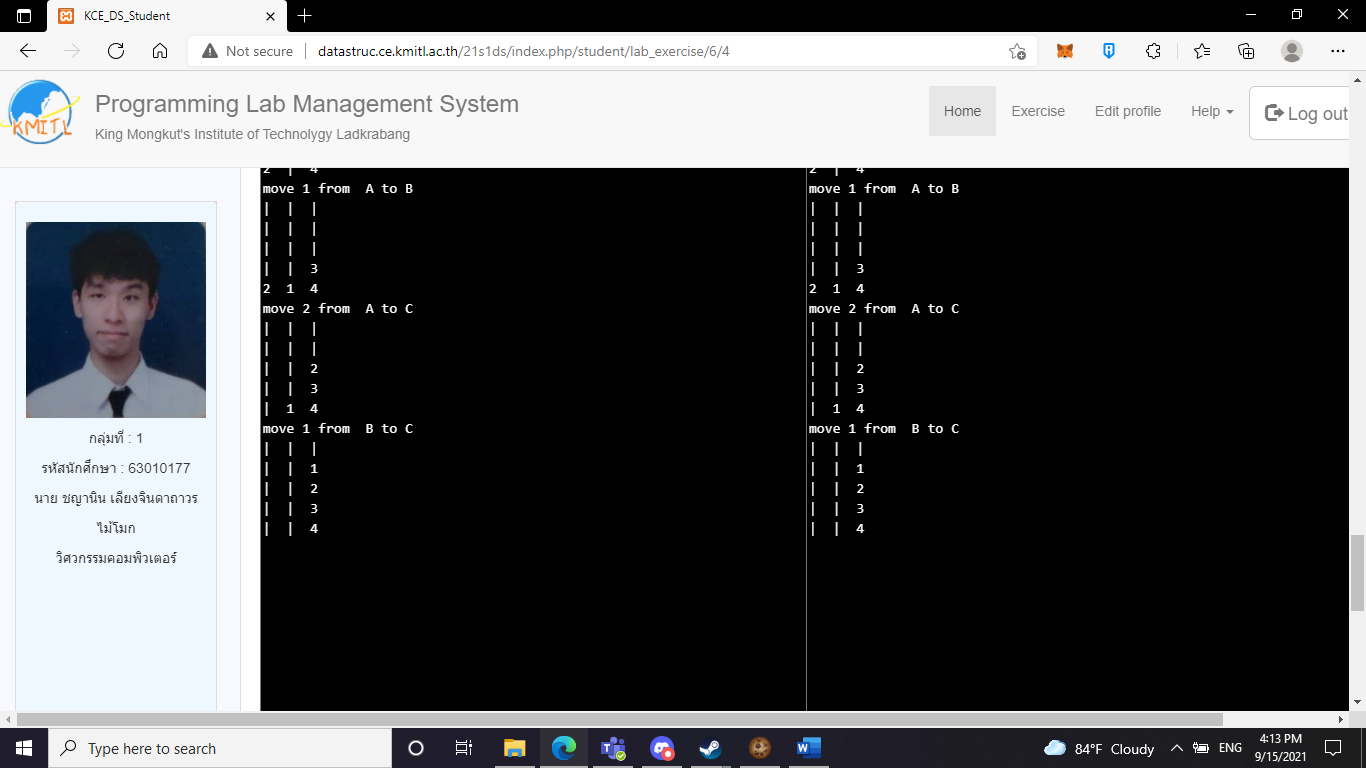 KCE_DS_Student
Not secure | datastruc.ce.kmitl.ac.th/21s1ds/index.php/student/lab_exercise/6/4
KMITL
Programming Lab Management System
King Mongkut's Institute of Technolygy Ladkrabang
Home Exercise Edit profile Help Log out
กลุ่มที่ : 1
รหัสนักศึกษา : 63010177
นาย ชญานิน เลียงจินดาถาวร
ไม้โมก
วิศวกรรมคอมพิวเตอร์
2 | 4
move 1 from  A to B
| | |
| | |
| | |
| | 3
2 1 4
move 2 from  A to C
| | |
| | |
| | 2
| | 3
| 1 4
move 1 from  B to C
| | |
| | 1
| | 2
| | 3
| | 4
2 | 4
move 1 from  A to B
| | |
| | |
| | |
| | 3
2 1 4
move 2 from  A to C
| | |
| | |
| | 2
| | 3
| 1 4
move 1 from  B to C
| | |
| | 1
| | 2
| | 3
| | 4
Type here to search
84°F Cloudy
ENG
4:13 PM
9/15/2021